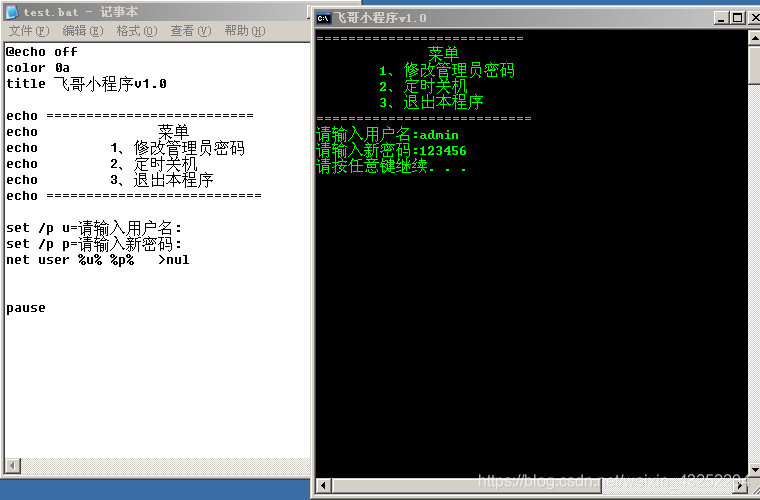 test.bat - 记事本
文件(F) 编辑(E) 格式(O) 查看(V) 帮助(H)
@echo off
color 0a
title 飞哥小程序v1.0
echo ==========================
echo 菜单
echo 1、修改管理员密码
echo 2、定时关机
echo 3、退出本程序
echo ===========================
set /p u=请输入用户名:
set /p p=请输入新密码:
net user %u% %p% >nul
pause
飞哥小程序v1.0
==========================
菜单
1、修改管理员密码
2、定时关机
3、退出本程序
===========================
请输入用户名:admin
请输入新密码:123456
请按任意键继续. . .
https://blog.csdn.net/weixin_43252204